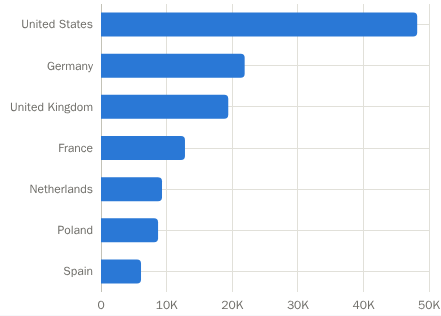 United States
Germany
United Kingdom
France
Netherlands
Poland
Spain
0 10K 20K 30K 40K 50K